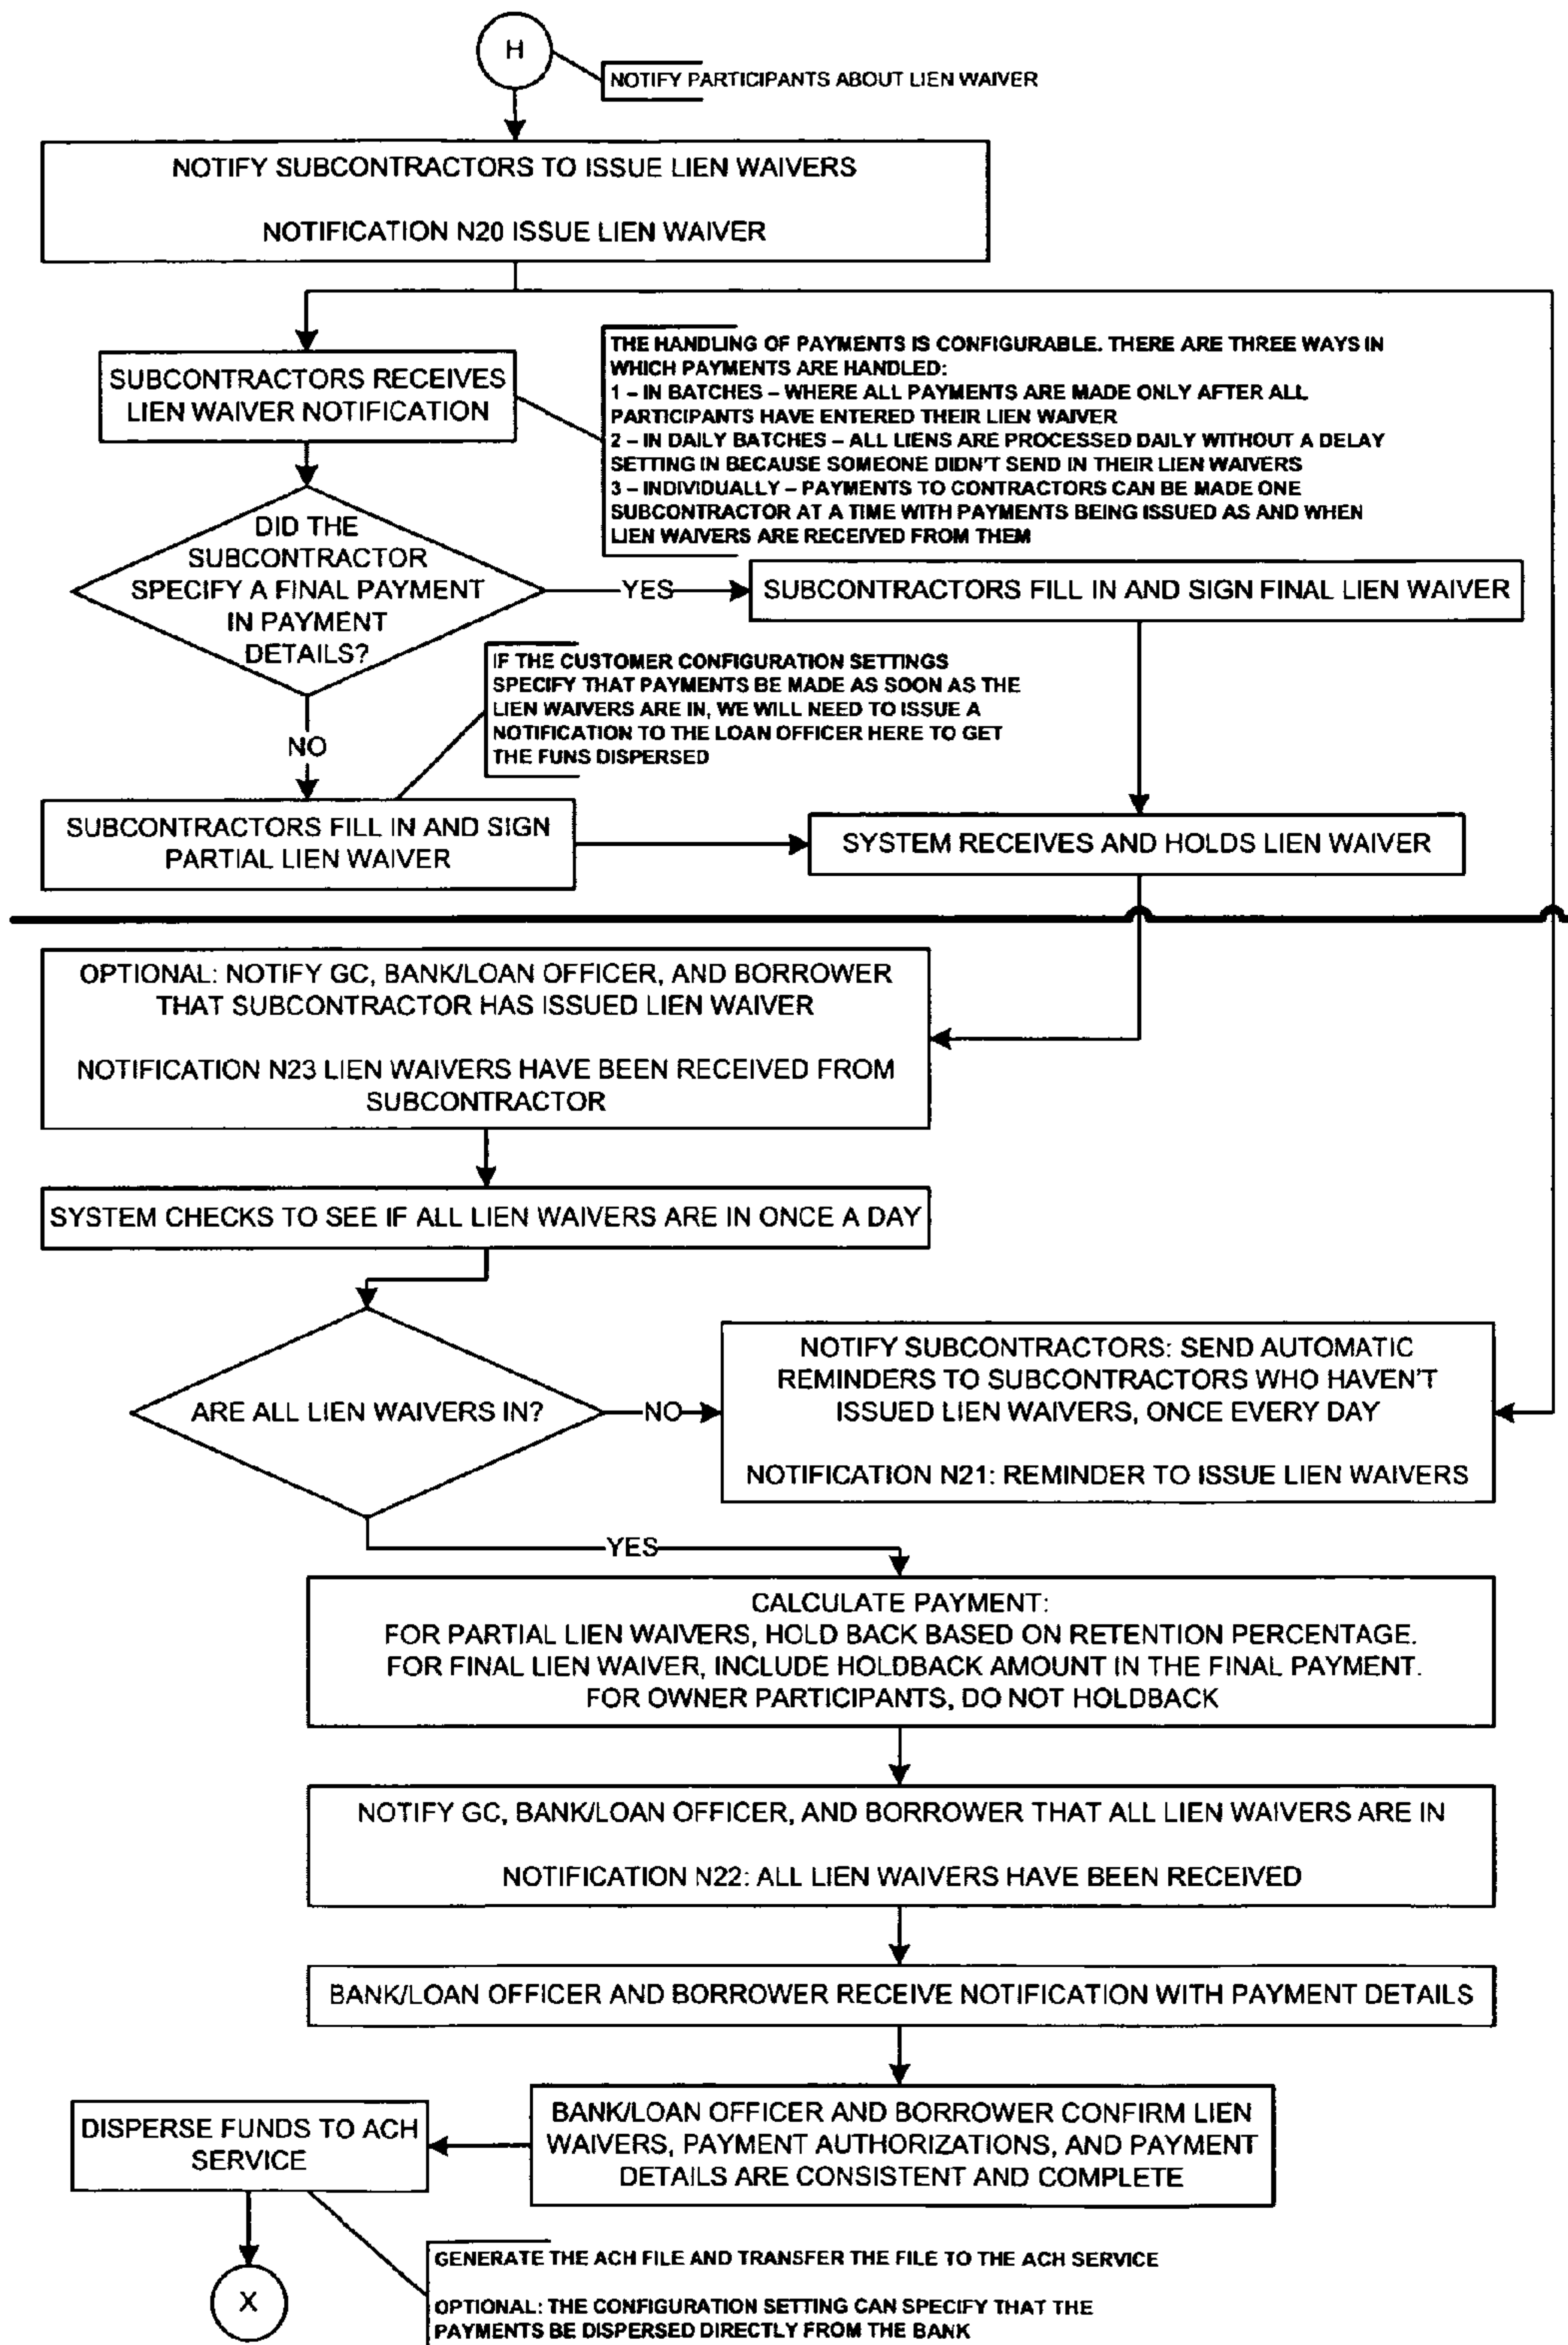 H
NOTIFY PARTICIPANTS ABOUT LIEN WAIVER
NOTIFY SUBCONTRACTORS TO ISSUE LIEN WAIVERS
NOTIFICATION N20 ISSUE LIEN WAIVER
SUBCONTRACTORS RECEIVES
LIEN WAIVER NOTIFICATION
THE HANDLING OF PAYMENTS IS CONFIGURABLE. THERE ARE THREE WAYS IN
WHICH PAYMENTS ARE HANDLED:
1 – IN BATCHES – WHERE ALL PAYMENTS ARE MADE ONLY AFTER ALL
PARTICIPANTS HAVE ENTERED THEIR LIEN WAIVER
2 – IN DAILY BATCHES – ALL LIENS ARE PROCESSED DAILY WITHOUT A DELAY
SETTING IN BECAUSE SOMEONE DIDN'T SEND IN THEIR LIEN WAIVERS
3 – INDIVIDUALLY – PAYMENTS TO CONTRACTORS CAN BE MADE ONE
SUBCONTRACTOR AT A TIME WITH PAYMENTS BEING ISSUED AS AND WHEN
LIEN WAIVERS ARE RECEIVED FROM THEM
DID THE
SUBCONTRACTOR
SPECIFY A FINAL PAYMENT
IN PAYMENT
DETAILS?
YES
SUBCONTRACTORS FILL IN AND SIGN FINAL LIEN WAIVER
IF THE CUSTOMER CONFIGURATION SETTINGS
SPECIFY THAT PAYMENTS BE MADE AS SOON AS THE
LIEN WAIVERS ARE IN, WE WILL NEED TO ISSUE A
NOTIFICATION TO THE LOAN OFFICER HERE TO GET
THE FUNS DISPERSED
NO
SUBCONTRACTORS FILL IN AND SIGN
PARTIAL LIEN WAIVER
SYSTEM RECEIVES AND HOLDS LIEN WAIVER
OPTIONAL: NOTIFY GC, BANK/LOAN OFFICER, AND BORROWER
THAT SUBCONTRACTOR HAS ISSUED LIEN WAIVER
NOTIFICATION N23 LIEN WAIVERS HAVE BEEN RECEIVED FROM
SUBCONTRACTOR
SYSTEM CHECKS TO SEE IF ALL LIEN WAIVERS ARE IN ONCE A DAY
ARE ALL LIEN WAIVERS IN?
NO
NOTIFY SUBCONTRACTORS: SEND AUTOMATIC
REMINDERS TO SUBCONTRACTORS WHO HAVEN'T
ISSUED LIEN WAIVERS, ONCE EVERY DAY
NOTIFICATION N21: REMINDER TO ISSUE LIEN WAIVERS
YES
CALCULATE PAYMENT:
FOR PARTIAL LIEN WAIVERS, HOLD BACK BASED ON RETENTION PERCENTAGE.
FOR FINAL LIEN WAIVER, INCLUDE HOLDBACK AMOUNT IN THE FINAL PAYMENT.
FOR OWNER PARTICIPANTS, DO NOT HOLDBACK
NOTIFY GC, BANK/LOAN OFFICER, AND BORROWER THAT ALL LIEN WAIVERS ARE IN
NOTIFICATION N22: ALL LIEN WAIVERS HAVE BEEN RECEIVED
BANK/LOAN OFFICER AND BORROWER RECEIVE NOTIFICATION WITH PAYMENT DETAILS
BANK/LOAN OFFICER AND BORROWER CONFIRM LIEN
WAIVERS, PAYMENT AUTHORIZATIONS, AND PAYMENT
DETAILS ARE CONSISTENT AND COMPLETE
DISPERSE FUNDS TO ACH
SERVICE
X
GENERATE THE ACH FILE AND TRANSFER THE FILE TO THE ACH SERVICE
OPTIONAL: THE CONFIGURATION SETTING CAN SPECIFY THAT THE
PAYMENTS BE DISPERSED DIRECTLY FROM THE BANK